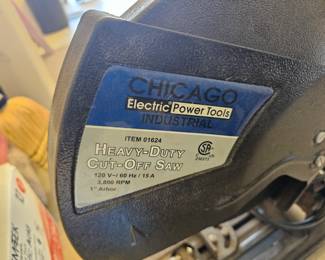 CHICAGO
Electric Power Tools
INDUSTRIAL
ITEM 01624
HEAVY-DUTY
CUT-OFF SAW
120 V~/ 60 Hz / 15 A
3,800 RPM
1" Arbor